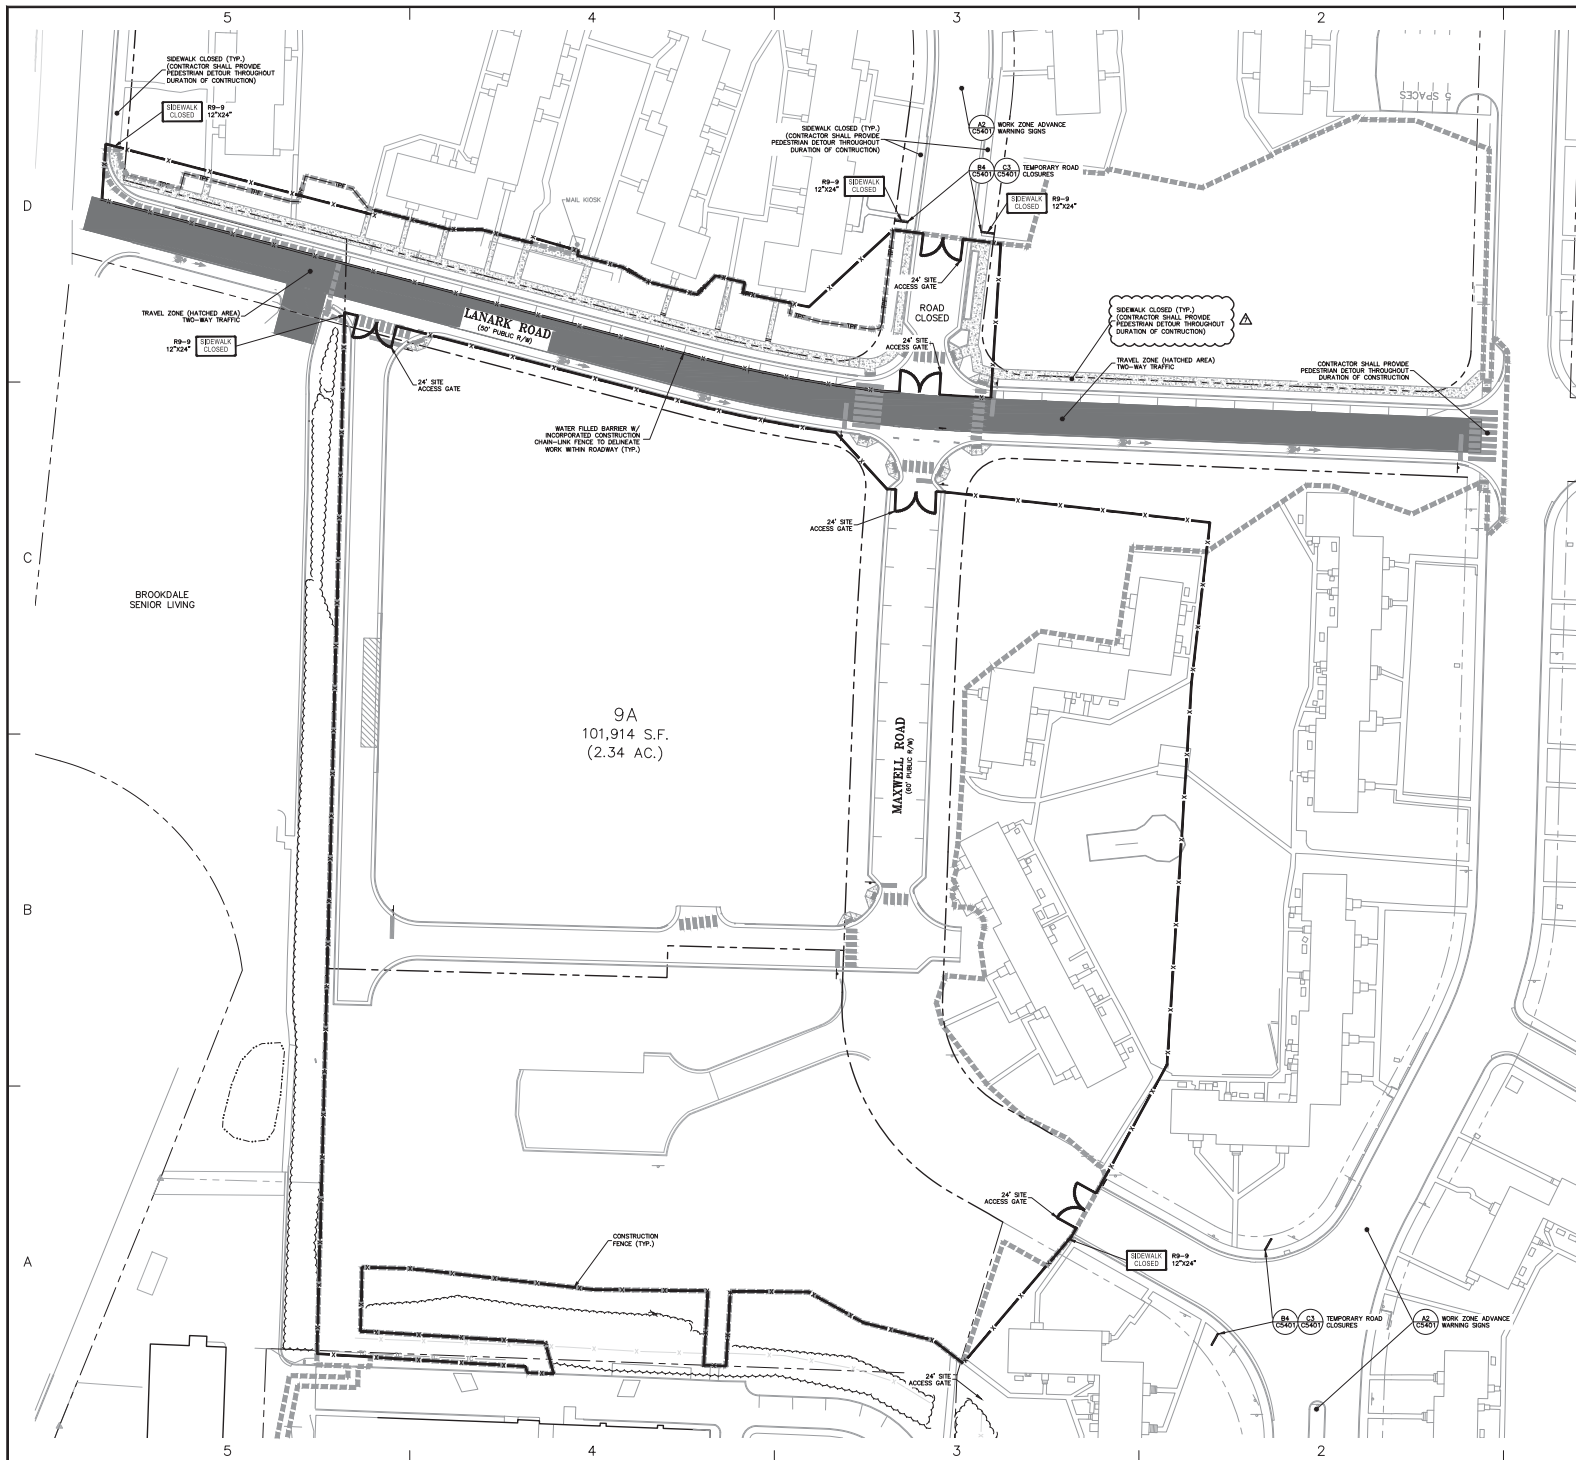 5
4
3
2
SIDEWALK CLOSED (TYP.)
(CONTRACTOR SHALL PROVIDE
PEDESTRIAN DETOUR THROUGHOUT
DURATION OF CONTRUCTION)
SIDEWALK
CLOSED
R9-9
12"X24"
5 SPACES
A2
C5401
WORK ZONE ADVANCE
WARNING SIGNS
SIDEWALK CLOSED (TYP.)
(CONTRACTOR SHALL PROVIDE
PEDESTRIAN DETOUR THROUGHOUT
DURATION OF CONTRUCTION)
B4
C5401
C3
C5401
TEMPORARY ROAD
CLOSURES
R9-9
12"X24"
SIDEWALK
CLOSED
SIDEWALK
CLOSED
R9-9
12"X24"
D
MAIL KIOSK
24' SITE
ACCESS GATE
ROAD
CLOSED
TRAVEL ZONE (HATCHED AREA)
TWO-WAY TRAFFIC
LANARK ROAD
(50' PUBLIC R/W)
SIDEWALK CLOSED (TYP.)
(CONTRACTOR SHALL PROVIDE
PEDESTRIAN DETOUR THROUGHOUT
DURATION OF CONTRUCTION)
R9-9
12"X24"
SIDEWALK
CLOSED
24' SITE
ACCESS GATE
24' SITE
ACCESS GATE
TRAVEL ZONE (HATCHED AREA)
TWO-WAY TRAFFIC
CONTRACTOR SHALL PROVIDE
PEDESTRIAN DETOUR THROUGHOUT
DURATION OF CONSTRUCTION
WATER FILLED BARRIER W/
INCORPORATED CONSTRUCTION
CHAIN-LINK FENCE TO DELINEATE
WORK WITHIN ROADWAY (TYP.)
24' SITE
ACCESS GATE
C
BROOKDALE
SENIOR LIVING
9A
101,914 S.F.
(2.34 AC.)
MAXWELL ROAD
(60' PUBLIC R/W)
B
24' SITE
ACCESS GATE
CONSTRUCTION
FENCE (TYP.)
SIDEWALK
CLOSED
R9-9
12"X24"
A
B4
C5401
C3
C5401
TEMPORARY ROAD
CLOSURES
A2
C5401
WORK ZONE ADVANCE
WARNING SIGNS
24' SITE
ACCESS GATE
5
4
3
2